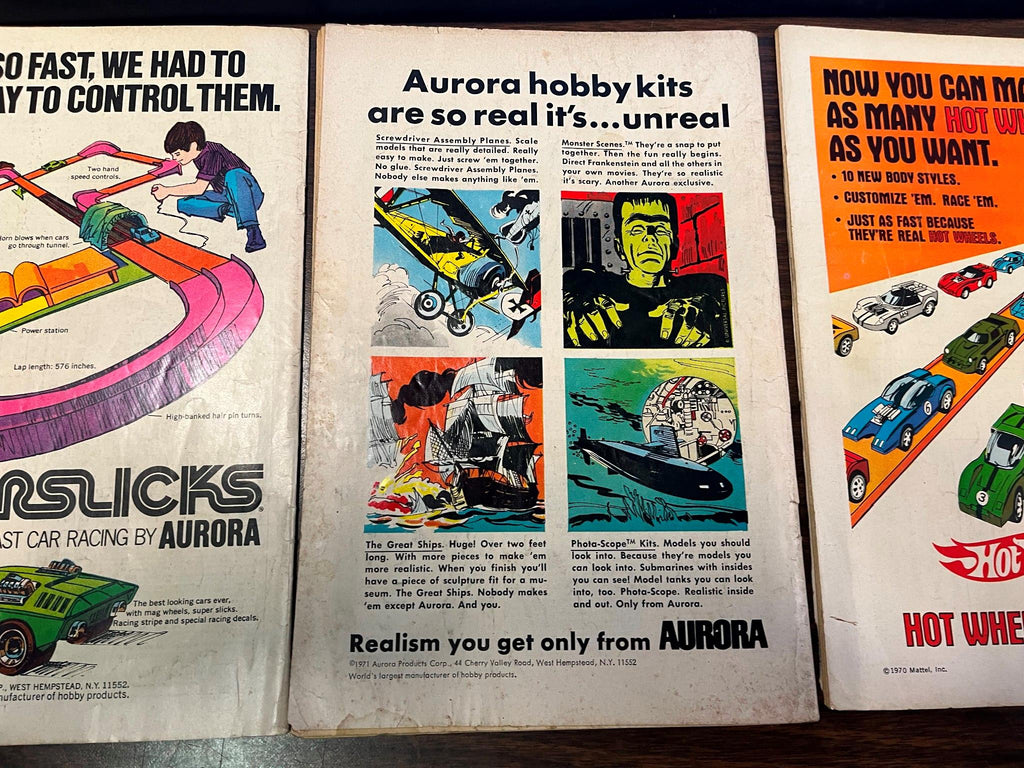 SO FAST, WE HAD TO
AY TO CONTROL THEM.
Two hand
speed controls.
Horn blows when cars
go through tunnel.
Power station
Lap length: 576 inches.
High-banked hair pin turns.
RSLICKS
AST CAR RACING BY AURORA
The best looking cars ever,
with mag wheels, super slicks.
Racing stripe and special racing decals.
P., WEST HEMPSTEAD, N.Y. 11552.
nufacturer of hobby products.
Aurora hobby kits
are so real it's...unreal
Screwdriver Assembly Planes. Scale
models that are really detailed. Really
easy to make. Just screw 'em together.
No glue. Screwdriver Assembly Planes.
Nobody else makes anything like 'em.
Monster Scenes.™ They're a snap to put
together. Then the fun really begins.
Direct Frankenstein and all the others in
your own movies. They're so realistic
it's scary. Another Aurora exclusive.
The Great Ships. Huge! Over two feet
long. With more pieces to make 'em
more realistic. When you finish you'll
have a piece of sculpture fit for a mu-
seum. The Great Ships. Nobody makes
'em except Aurora. And you.
Phota-Scope™ Kits. Models you should
look into. Because they're models you
can look into. Submarines with insides
you can see! Model tanks you can look
into, too. Phota-Scope. Realistic inside
and out. Only from Aurora.
Realism you get only from AURORA
©1971 Aurora Products Corp., 44 Cherry Valley Road, West Hempstead, N.Y. 11552
World's largest manufacturer of hobby products.
NOW YOU CAN MA
AS MANY HOT WH
AS YOU WANT.
• 10 NEW BODY STYLES.
• CUSTOMIZE 'EM. RACE 'EM.
• JUST AS FAST BECAUSE
THEY'RE REAL HOT WHEELS.
6
3
Hot
HOT WHE
© 1970 Mattel, Inc.